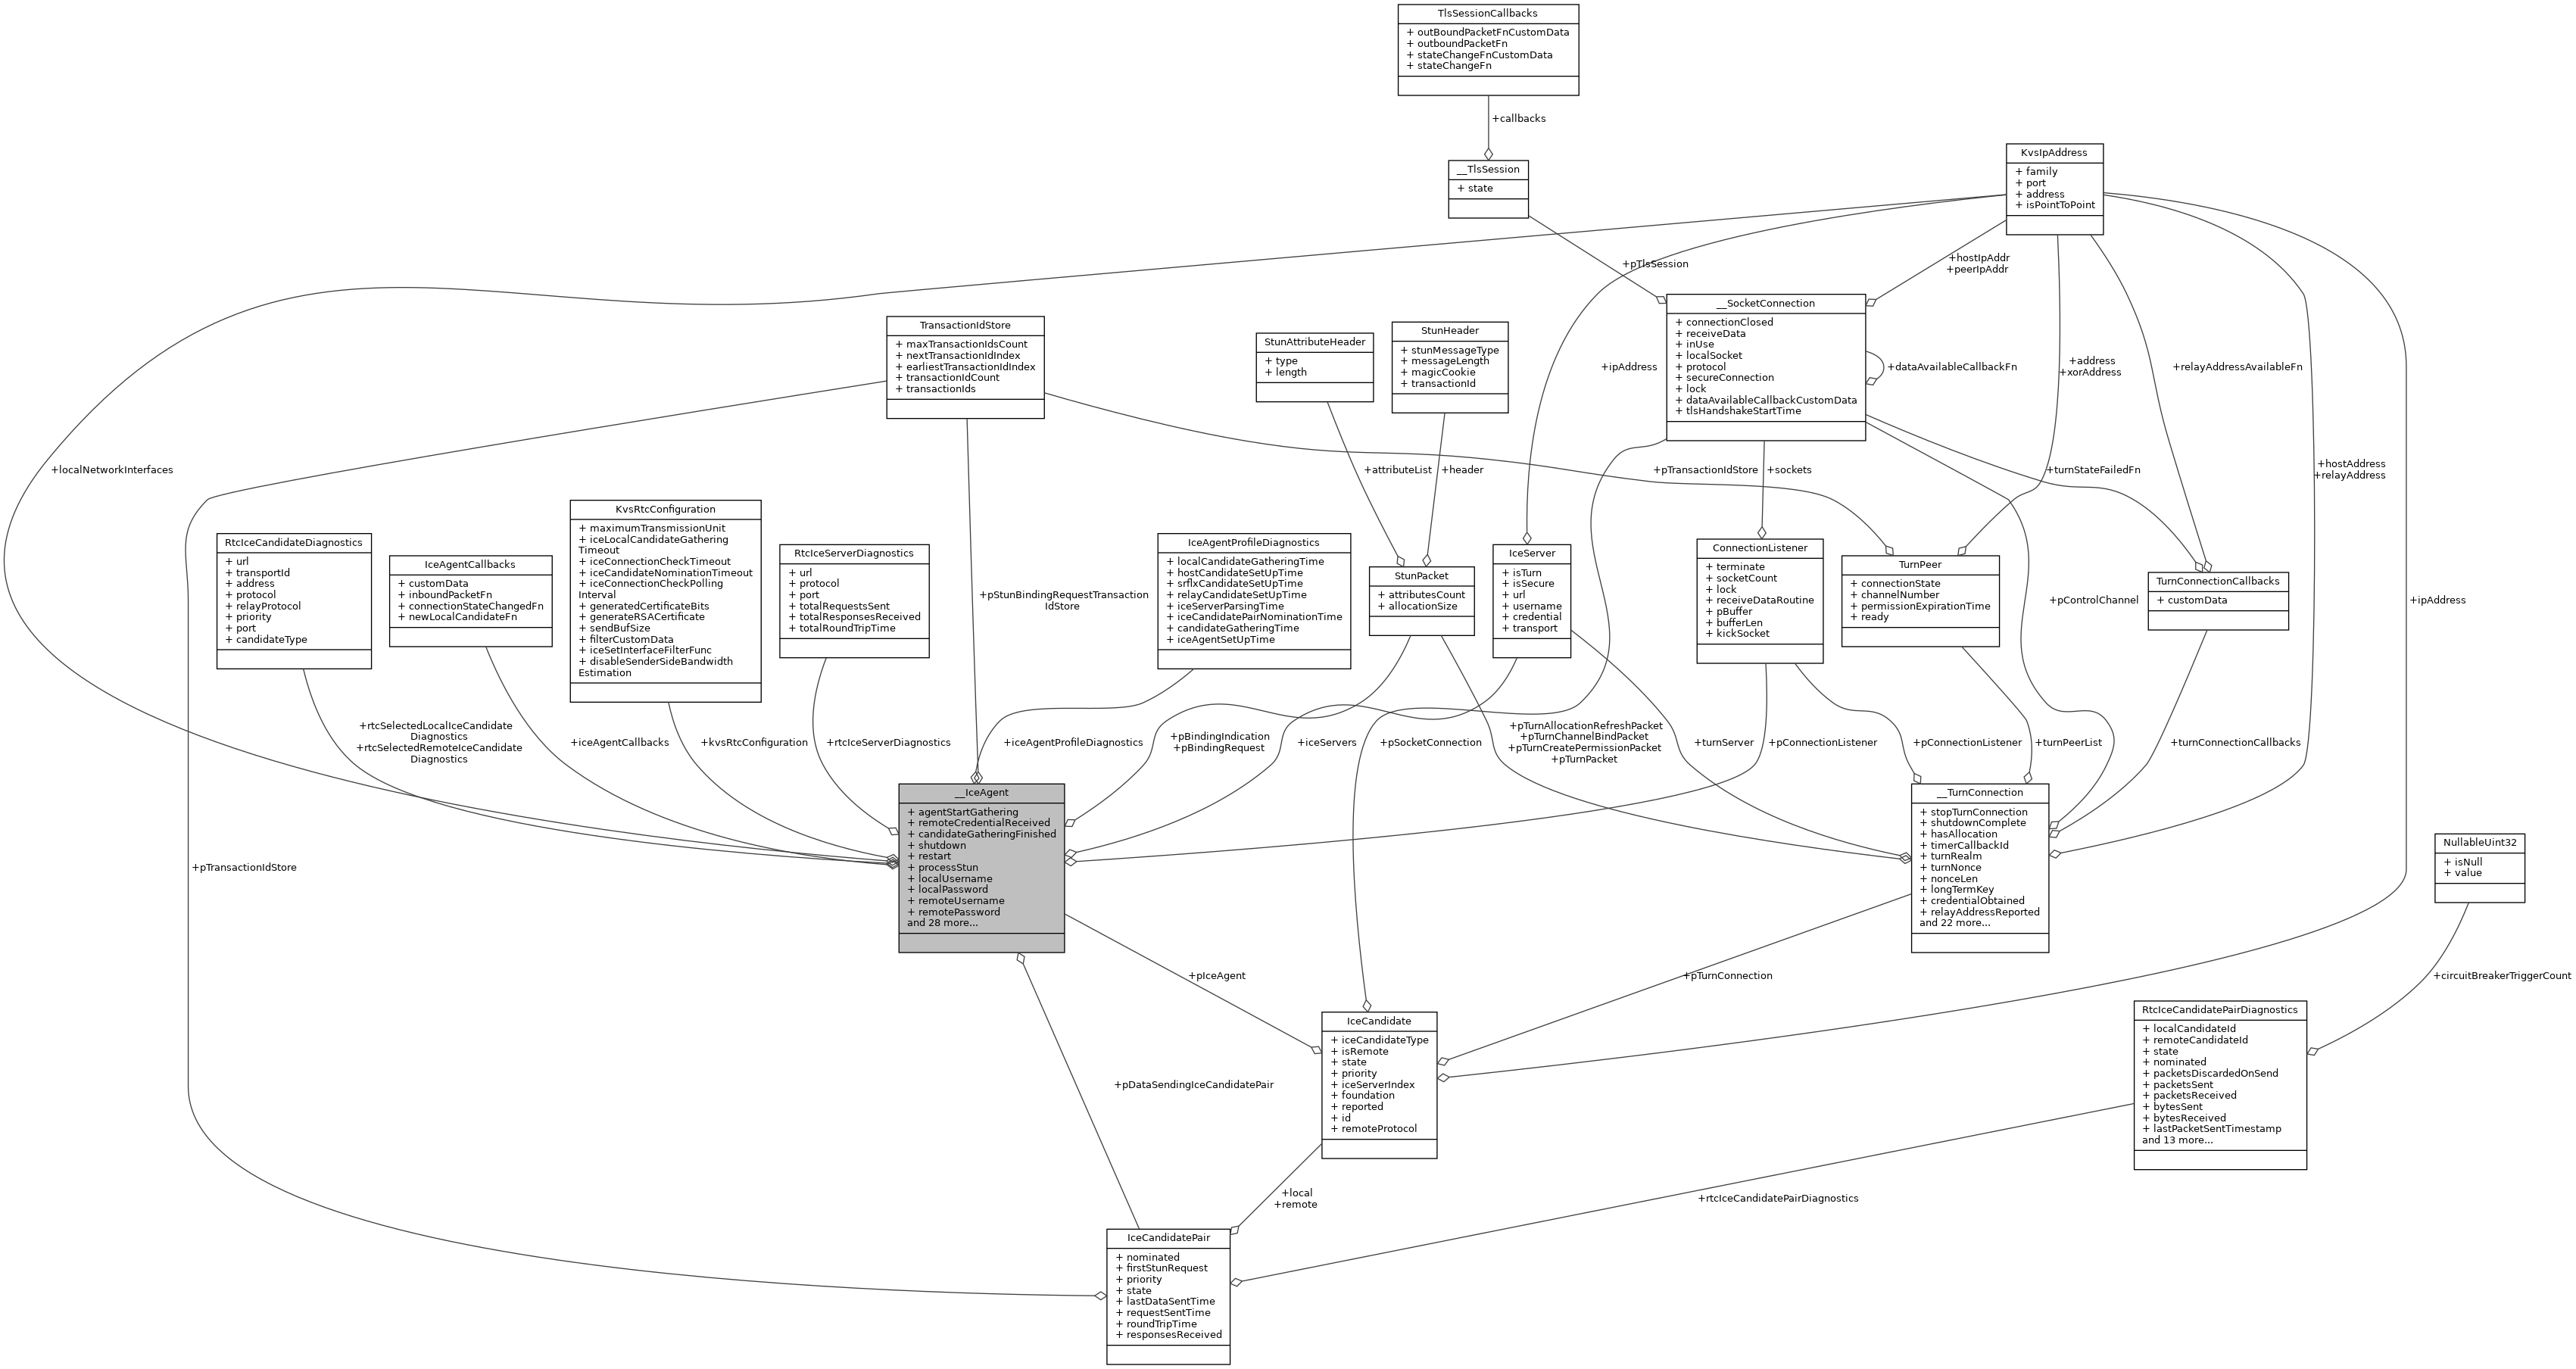 TlsSessionCallbacks
+ outBoundPacketFnCustomData
+ outboundPacketFn
+ stateChangeFnCustomData
+ stateChangeFn
+callbacks
__TlsSession
+ state
KvsIpAddress
+ family
+ port
+ address
+ isPointToPoint
+pTlsSession
+hostIpAddr
+peerIpAddr
__SocketConnection
+ connectionClosed
+ receiveData
+ inUse
+ localSocket
+ protocol
+ secureConnection
+ lock
+ dataAvailableCallbackCustomData
+ tlsHandshakeStartTime
+dataAvailableCallbackFn
+ipAddress
+address
+xorAddress
+relayAddressAvailableFn
TransactionIdStore
+ maxTransactionIdsCount
+ nextTransactionIdIndex
+ earliestTransactionIdIndex
+ transactionIdCount
+ transactionIds
StunAttributeHeader
+ type
+ length
StunHeader
+ stunMessageType
+ messageLength
+ magicCookie
+ transactionId
+localNetworkInterfaces
+attributeList
+header
+pTransactionIdStore
+sockets
+turnStateFailedFn
+hostAddress
+relayAddress
RtcIceCandidateDiagnostics
+ url
+ transportId
+ address
+ protocol
+ relayProtocol
+ priority
+ port
+ candidateType
IceAgentCallbacks
+ customData
+ inboundPacketFn
+ connectionStateChangedFn
+ newLocalCandidateFn
KvsRtcConfiguration
+ maximumTransmissionUnit
+ iceLocalCandidateGathering
Timeout
+ iceConnectionCheckTimeout
+ iceCandidateNominationTimeout
+ iceConnectionCheckPolling
Interval
+ generatedCertificateBits
+ generateRSACertificate
+ sendBufSize
+ filterCustomData
+ iceSetInterfaceFilterFunc
+ disableSenderSideBandwidth
Estimation
RtcIceServerDiagnostics
+ url
+ protocol
+ port
+ totalRequestsSent
+ totalResponsesReceived
+ totalRoundTripTime
+pStunBindingRequestTransaction
IdStore
IceAgentProfileDiagnostics
+ localCandidateGatheringTime
+ hostCandidateSetUpTime
+ srflxCandidateSetUpTime
+ relayCandidateSetUpTime
+ iceServerParsingTime
+ iceCandidatePairNominationTime
+ candidateGatheringTime
+ iceAgentSetUpTime
StunPacket
+ attributesCount
+ allocationSize
IceServer
+ isTurn
+ isSecure
+ url
+ username
+ credential
+ transport
ConnectionListener
+ terminate
+ socketCount
+ lock
+ receiveDataRoutine
+ pBuffer
+ bufferLen
+ kickSocket
TurnPeer
+ connectionState
+ channelNumber
+ permissionExpirationTime
+ ready
+pControlChannel
TurnConnectionCallbacks
+ customData
+ipAddress
+rtcSelectedLocalIceCandidate
Diagnostics
+rtcSelectedRemoteIceCandidate
Diagnostics
+iceAgentCallbacks
+kvsRtcConfiguration
+rtcIceServerDiagnostics
+iceAgentProfileDiagnostics
+pBindingIndication
+pBindingRequest
+iceServers
+pSocketConnection
+pTurnAllocationRefreshPacket
+pTurnChannelBindPacket
+pTurnCreatePermissionPacket
+pTurnPacket
+turnServer
+pConnectionListener
+pConnectionListener
+turnPeerList
+turnConnectionCallbacks
__IceAgent
+ agentStartGathering
+ remoteCredentialReceived
+ candidateGatheringFinished
+ shutdown
+ restart
+ processStun
+ localUsername
+ localPassword
+ remoteUsername
+ remotePassword
and 28 more...
__TurnConnection
+ stopTurnConnection
+ shutdownComplete
+ hasAllocation
+ timerCallbackId
+ turnRealm
+ turnNonce
+ nonceLen
+ longTermKey
+ credentialObtained
+ relayAddressReported
and 22 more...
NullableUint32
+ isNull
+ value
+pTransactionIdStore
+pIceAgent
+pTurnConnection
+circuitBreakerTriggerCount
IceCandidate
+ iceCandidateType
+ isRemote
+ state
+ priority
+ iceServerIndex
+ foundation
+ reported
+ id
+ remoteProtocol
RtcIceCandidatePairDiagnostics
+ localCandidateId
+ remoteCandidateId
+ state
+ nominated
+ packetsDiscardedOnSend
+ packetsSent
+ packetsReceived
+ bytesSent
+ bytesReceived
+ lastPacketSentTimestamp
and 13 more...
+pDataSendingIceCandidatePair
+local
+remote
+rtcIceCandidatePairDiagnostics
IceCandidatePair
+ nominated
+ firstStunRequest
+ priority
+ state
+ lastDataSentTime
+ requestSentTime
+ roundTripTime
+ responsesReceived